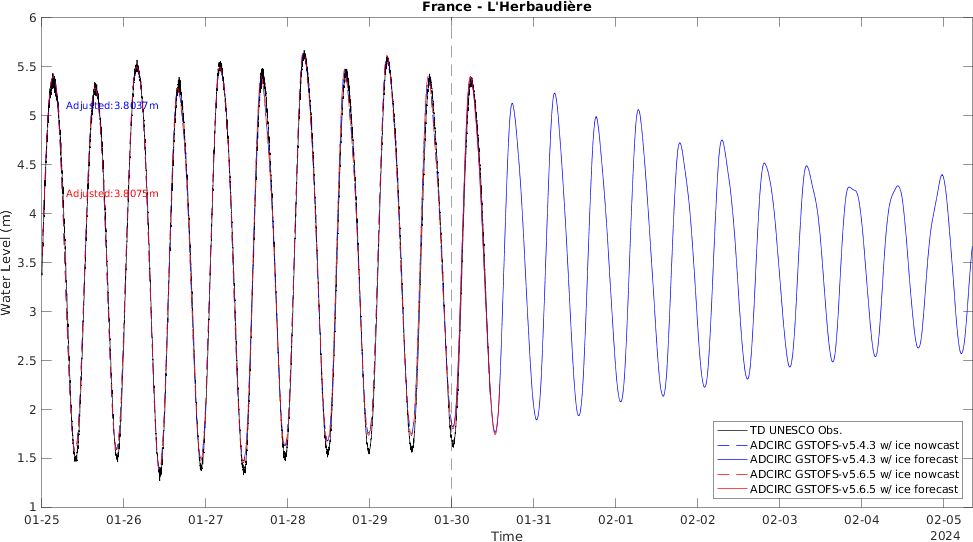 France - L'Herbaudière
6
5.5
5
4.5
4
3.5
3
2.5
2
1.5
1
Water Level (m)
Adjusted:3.8037m
Adjusted:3.8075m
TD UNESCO Obs.
ADCIRC GSTOFS-v5.4.3 w/ ice nowcast
ADCIRC GSTOFS-v5.4.3 w/ ice forecast
ADCIRC GSTOFS-v5.6.5 w/ ice nowcast
ADCIRC GSTOFS-v5.6.5 w/ ice forecast
01-25 01-26 01-27 01-28 01-29 01-30 01-31 02-01 02-02 02-03 02-04 02-05
Time
2024